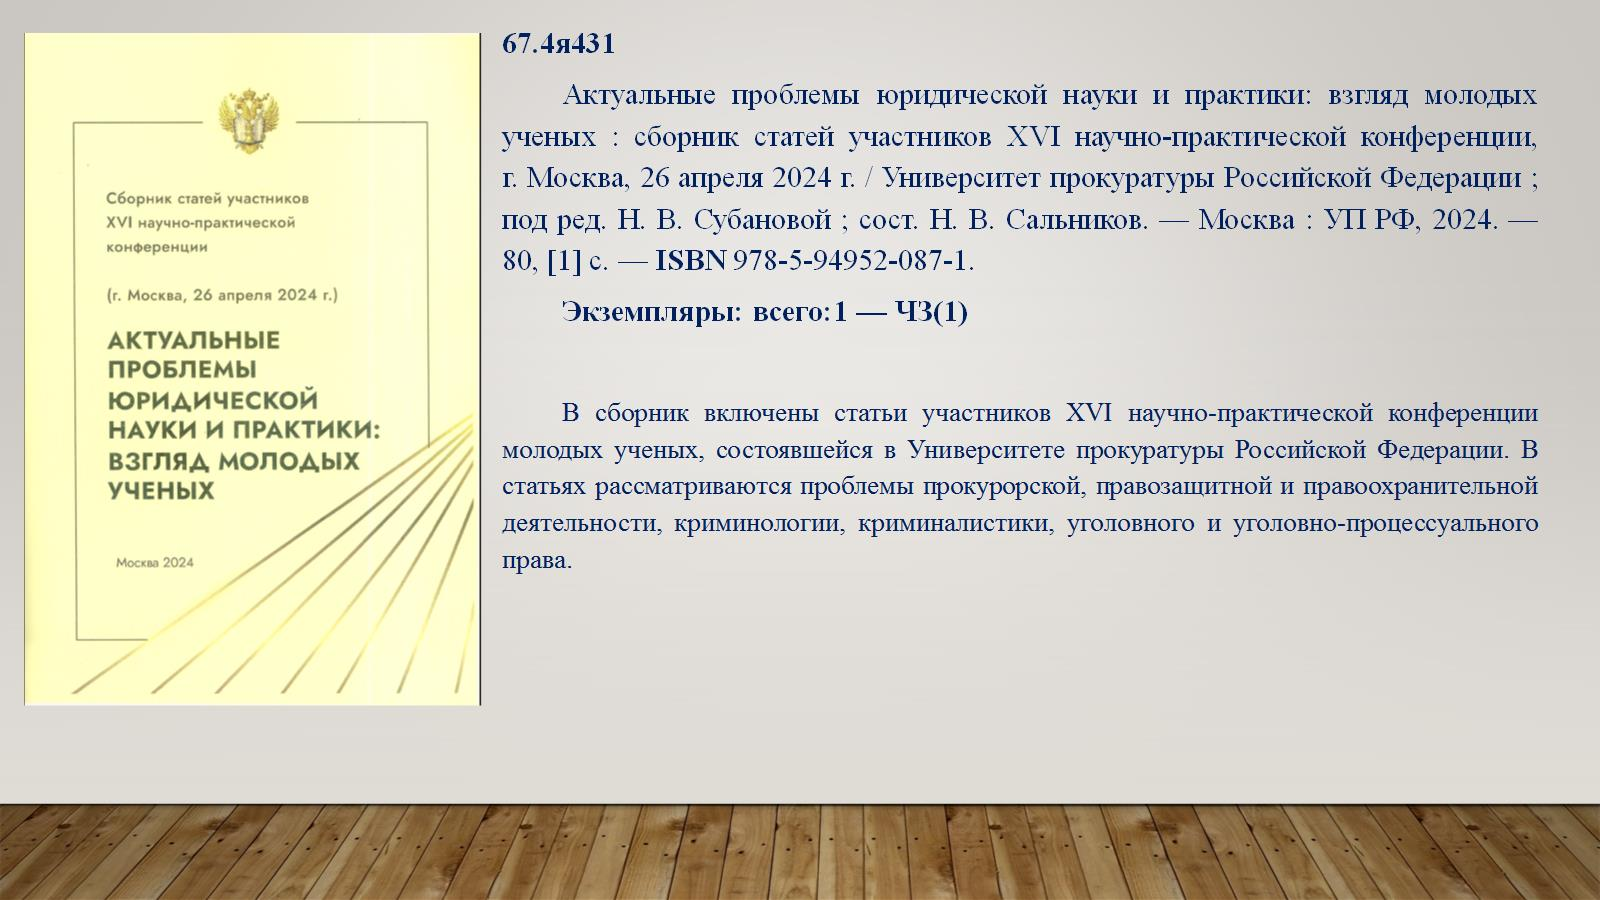 Сборник статей участников
XVI научно-практической
конференции
(г. Москва, 26 апреля 2024 г.)
АКТУАЛЬНЫЕ
ПРОБЛЕМЫ
ЮРИДИЧЕСКОЙ
НАУКИ И ПРАКТИКИ:
ВЗГЛЯД МОЛОДЫХ
УЧЕНЫХ
Москва 2024
67.4я431
Актуальные проблемы юридической науки и практики: взгляд молодых
ученых : сборник статей участников XVI научно-практической конференции,
г. Москва, 26 апреля 2024 г. / Университет прокуратуры Российской Федерации ;
под ред. Н. В. Субановой ; сост. Н. В. Сальников. — Москва : УП РФ, 2024. —
80, [1] с. — ISBN 978-5-94952-087-1.
Экземпляры: всего:1 — ЧЗ(1)
В сборник включены статьи участников XVI научно-практической конференции
молодых ученых, состоявшейся в Университете прокуратуры Российской Федерации. В
статьях рассматриваются проблемы прокурорской, правозащитной и правоохранительной
деятельности, криминологии, криминалистики, уголовного и уголовно-процессуального
права.